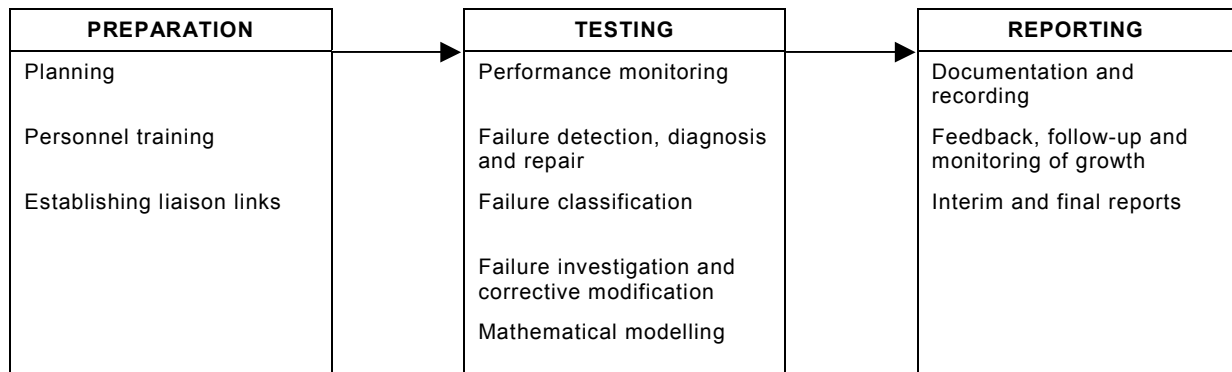 PREPARATION
Planning
Personnel training
Establishing liaison links
TESTING
Performance monitoring
Failure detection, diagnosis
and repair
Failure classification
Failure investigation and
corrective modification
Mathematical modelling
REPORTING
Documentation and
recording
Feedback, follow-up and
monitoring of growth
Interim and final reports